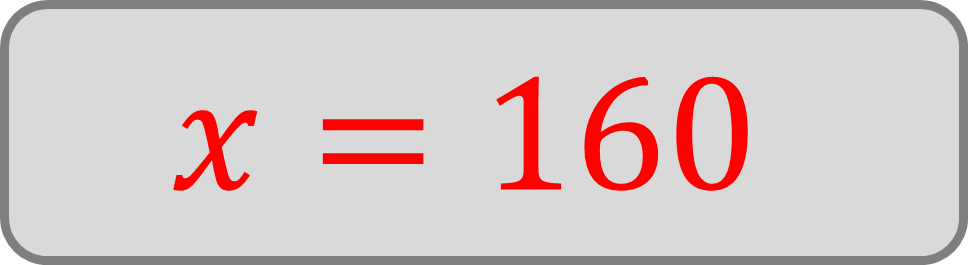 x = 160